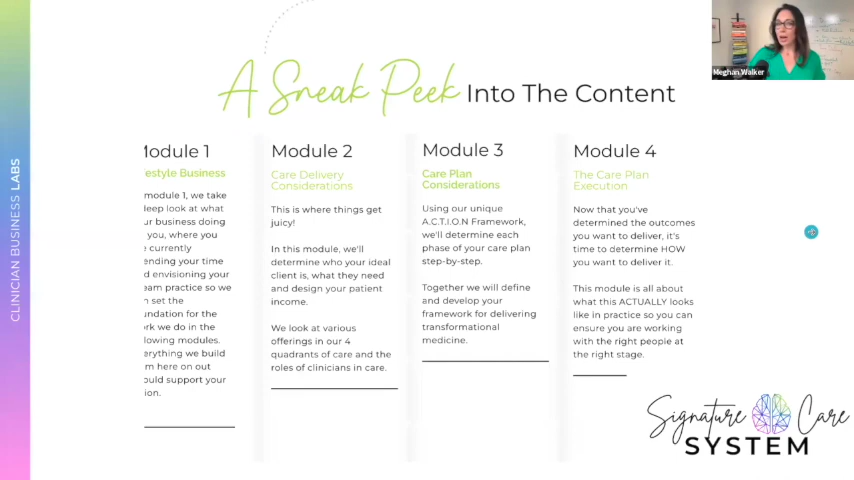 Meghan Walker
A Sneak Peek Into The Content
CLINICIAN BUSINESS LABS
Module 1
estyle Business
module 1, we take
eep look at what
ur business doing
you, where you
currently
ending your time
d envisioning your
eam practice so we
n set the
undation for the
rk we do in the
lowing modules.
erything we build
m here on out
ould support your
ion.
Module 2
Care Delivery
Considerations
This is where things get
juicy!
In this module, we'll
determine who your ideal
client is, what they need
and design your patient
income.
We look at various
offerings in our 4
quadrants of care and the
roles of clinicians in care.
Module 3
Care Plan
Considerations
Using our unique
A.C.T.I.O.N Framework,
we'll determine each
phase of your care plan
step-by-step.
Together we will define
and develop your
framework for delivering
transformational
medicine.
Module 4
The Care Plan
Execution
Now that you've
determined the outcomes
you want to deliver, it's
time to determine HOW
you want to deliver it.
This module is all about
what this ACTUALLY looks
like in practice so you can
ensure you are working
with the right people at
the right stage.
Signature Care
SYSTEM